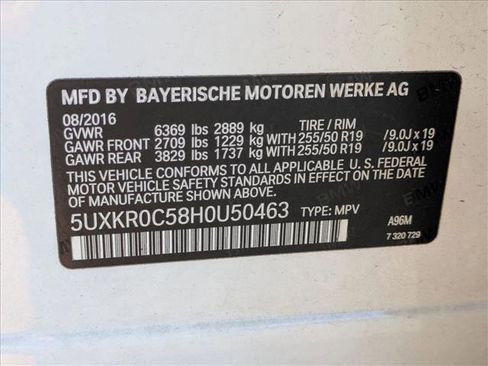 MFD BY BAYERISCHE MOTOREN WERKE AG
08/2016
GVWR 6369 lbs 2889 kg TIRE / RIM
GAWR FRONT 2709 lbs 1229 kg WITH 255/50 R19 /9.0J x 19
GAWR REAR 3829 lbs 1737 kg WITH 255/50 R19 /9.0J x 19
THIS VEHICLE CONFORMS TO ALL APPLICABLE U. S. FEDERAL
MOTOR VEHICLE SAFETY STANDARDS IN EFFECT ON THE DATE OF
MANUFACTURE SHOWN ABOVE.
5UXKR0C58H0U50463 TYPE: MPV A96M
7 320 729